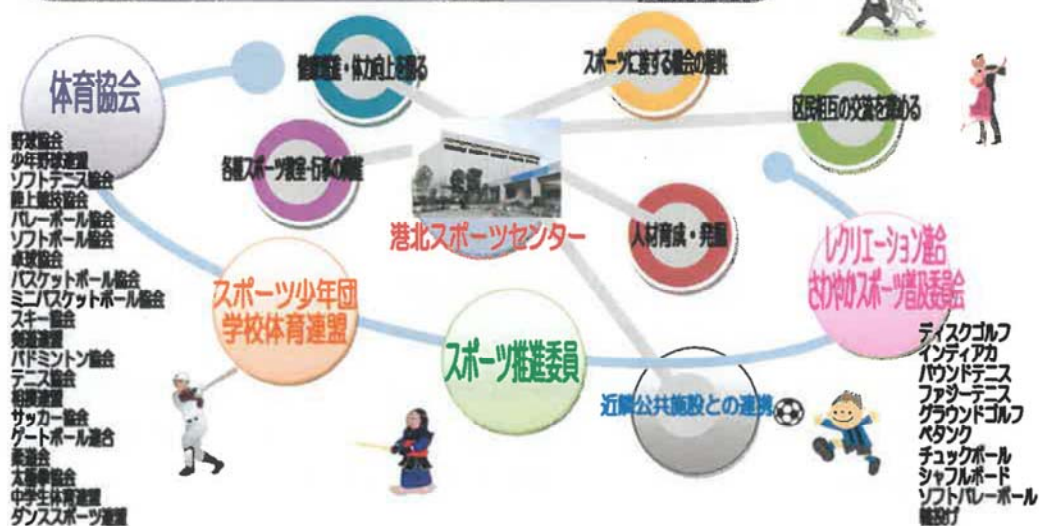 体育協会
野球協会
少年野球連盟
ソフトテニス協会
陸上競技協会
バレーボール協会
ソフトボール協会
卓球協会
バスケットボール協会
ミニバスケットボール協会
スキー協会
剣道連盟
バドミントン協会
テニス協会
相撲連盟
サッカー協会
ゲートボール連合
柔道会
太極拳協会
中学生体育連盟
ダンススポーツ連盟
健康増進・体力向上を図る
スポーツに接する機会の提供
区民相互の交流を深める
各種スポーツ教室・行事の開催
港北スポーツセンター
人材育成・発掘
スポーツ少年団
学校体育連盟
スポーツ推進委員
近隣公共施設との連携
レクリエーション連合
さわやかスポーツ普及委員会
ディスクゴルフ
インディアカ
バウンドテニス
ファミリーテニス
グラウンドゴルフ
ペタンク
チュックボール
シャフルボード
ソフトバレーボール
輪投げ